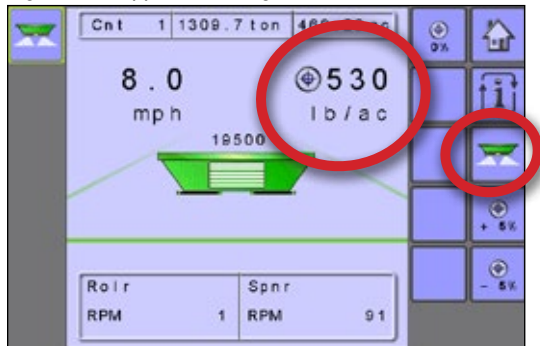 Cnt 1 1309.7 ton
0%
8.0 530
mph lb/ac
19500
+ 5%
Rolr Spnr
RPM 1 RPM 91
- 5%